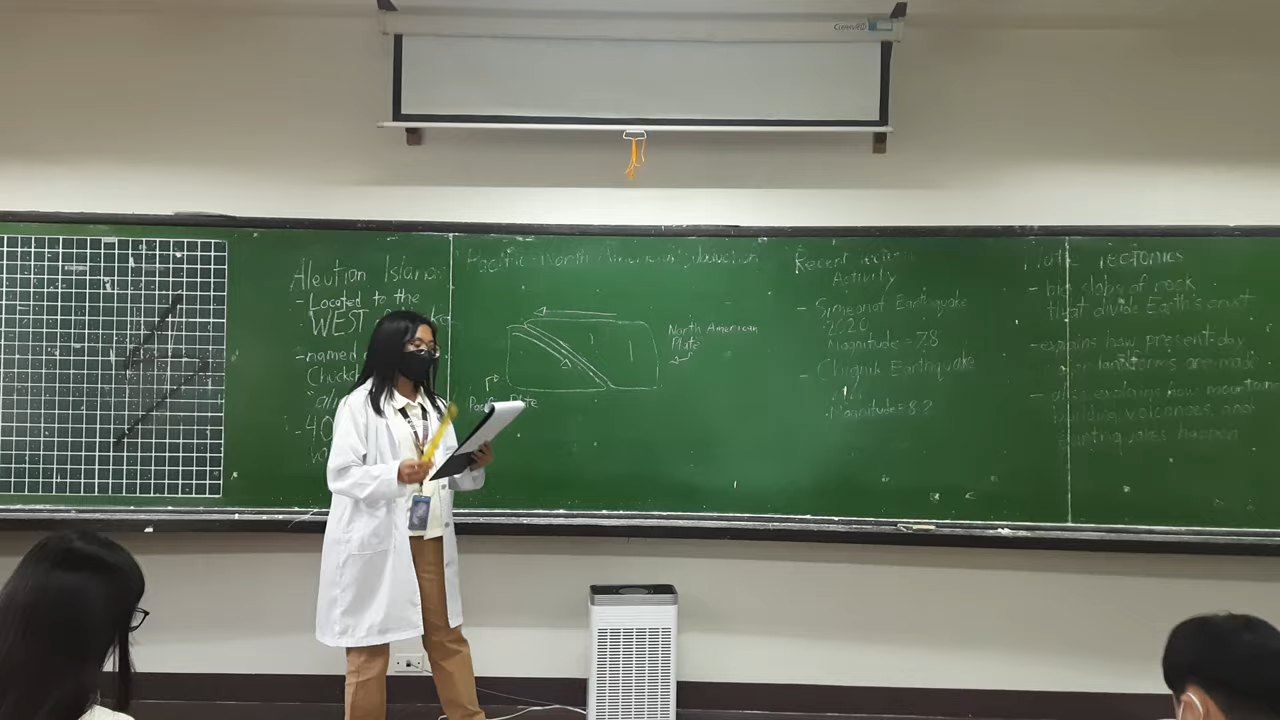 Aleutian Islands
- Located to the
WEST
- named
40
Pacific - North American Subduction
North American
Plate
Pacific Plate
Recent Tectonic
Activity
- Simeonof Earthquake
2020
Magnitude = 7.8
- Chignik Earthquake
Magnitude = 8.2
Plate Tectonics
- big slabs of rock
that divide Earth's crust
- explains how present-day
landforms are made
- also explains how mountain
building, volcanoes, and
happen